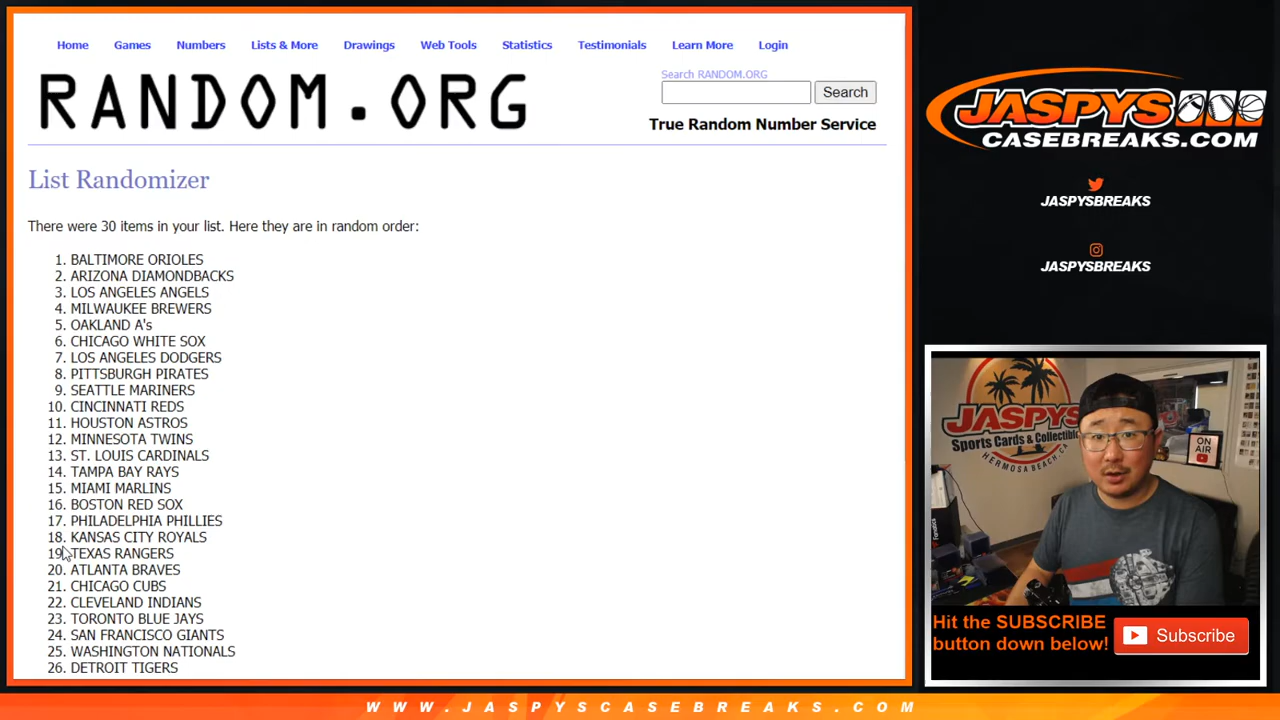 Home Games Numbers Lists & More Drawings Web Tools Statistics Testimonials Learn More Login
RANDOM.ORG
Search RANDOM.ORG
Search
True Random Number Service
List Randomizer
There were 30 items in your list. Here they are in random order:
1. BALTIMORE ORIOLES
2. ARIZONA DIAMONDBACKS
3. LOS ANGELES ANGELS
4. MILWAUKEE BREWERS
5. OAKLAND A's
6. CHICAGO WHITE SOX
7. LOS ANGELES DODGERS
8. PITTSBURGH PIRATES
9. SEATTLE MARINERS
10. CINCINNATI REDS
11. HOUSTON ASTROS
12. MINNESOTA TWINS
13. ST. LOUIS CARDINALS
14. TAMPA BAY RAYS
15. MIAMI MARLINS
16. BOSTON RED SOX
17. PHILADELPHIA PHILLIES
18. KANSAS CITY ROYALS
19. TEXAS RANGERS
20. ATLANTA BRAVES
21. CHICAGO CUBS
22. CLEVELAND INDIANS
23. TORONTO BLUE JAYS
24. SAN FRANCISCO GIANTS
25. WASHINGTON NATIONALS
26. DETROIT TIGERS
JASPYS
CASEBREAKS.COM
JASPYSBREAKS
JASPYSBREAKS
JASPYS
Sports Cards & Collectible
HERMOSA BEACH, CA
ON
AIR
Hit the SUBSCRIBE
button down below!
Subscribe
WWW.JASPYSCASEBREAKS.COM